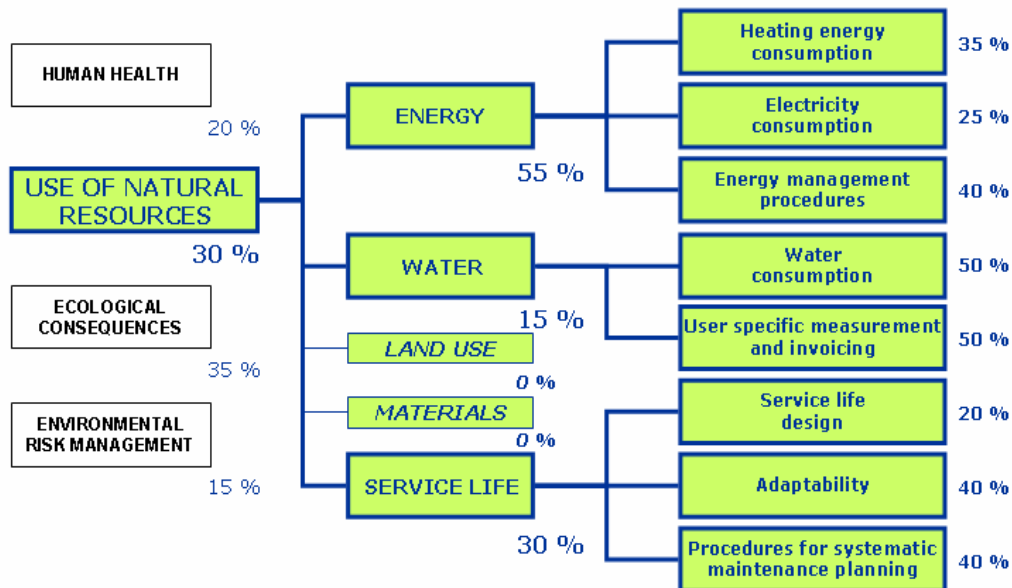 HUMAN HEALTH
20 %
USE OF NATURAL
RESOURCES
30 %
ECOLOGICAL
CONSEQUENCES
35 %
ENVIRONMENTAL
RISK MANAGEMENT
15 %
ENERGY
55 %
WATER
15 %
LAND USE
0 %
MATERIALS
0 %
SERVICE LIFE
30 %
Heating energy
consumption
35 %
Electricity
consumption
25 %
Energy management
procedures
40 %
Water
consumption
50 %
User specific measurement
and invoicing
50 %
Service life
design
20 %
Adaptability
40 %
Procedures for systematic
maintenance planning
40 %